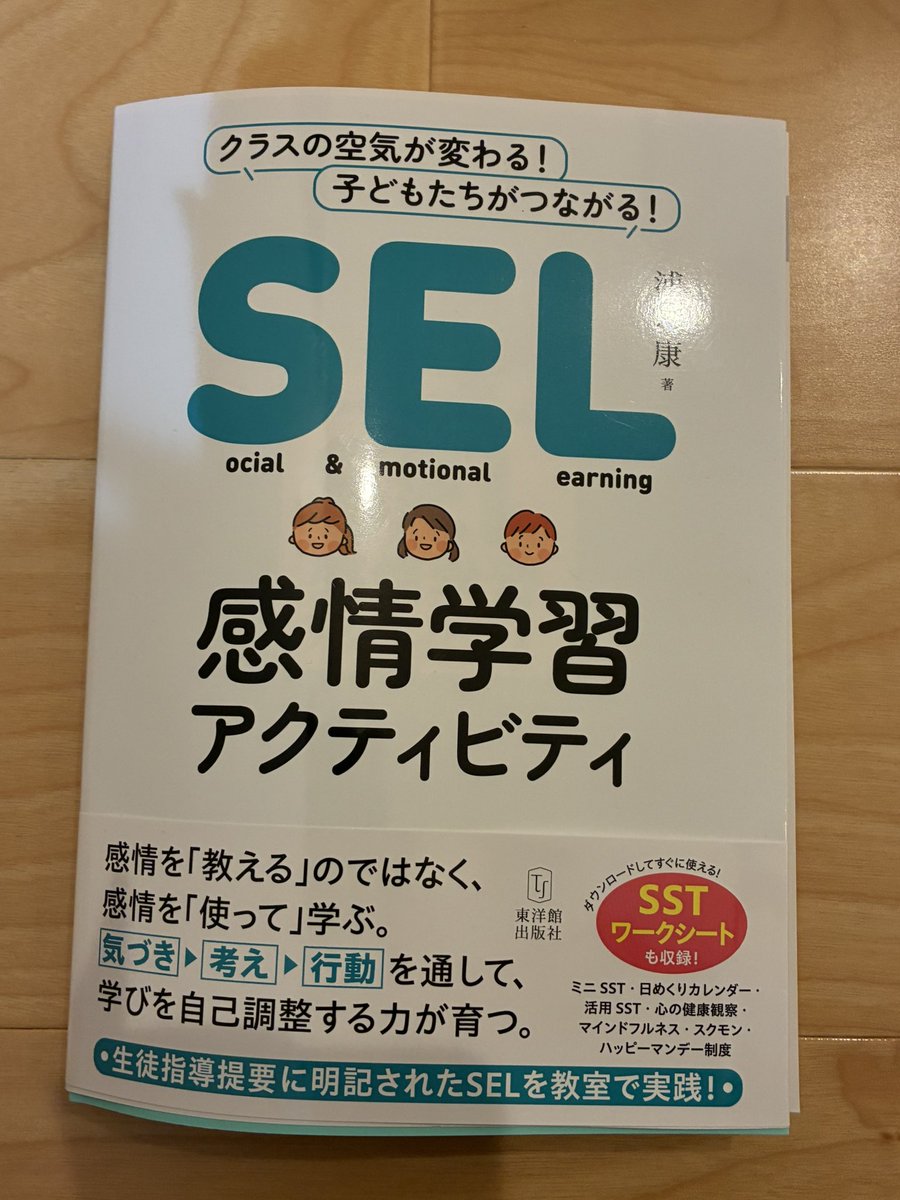 クラスの空気が変わる!
子どもたちがつながる!
SEL
ocial & motional earning
康
著
感情学習
アクティビティ
感情を「教える」のではなく、
感情を「使って」学ぶ。
気づき▶考え▶行動を通して、
学びを自己調整する力が育つ。
TS
東洋館
出版社
ダウンロードしてすぐに使える!
SST
ワークシート
も収録!
ミニSST・日めくりカレンダー・
活用SST・心の健康観察・
マインドフルネス・スクモン・
ハッピーマンデー制度
・生徒指導提要に明記されたSELを教室で実践!・